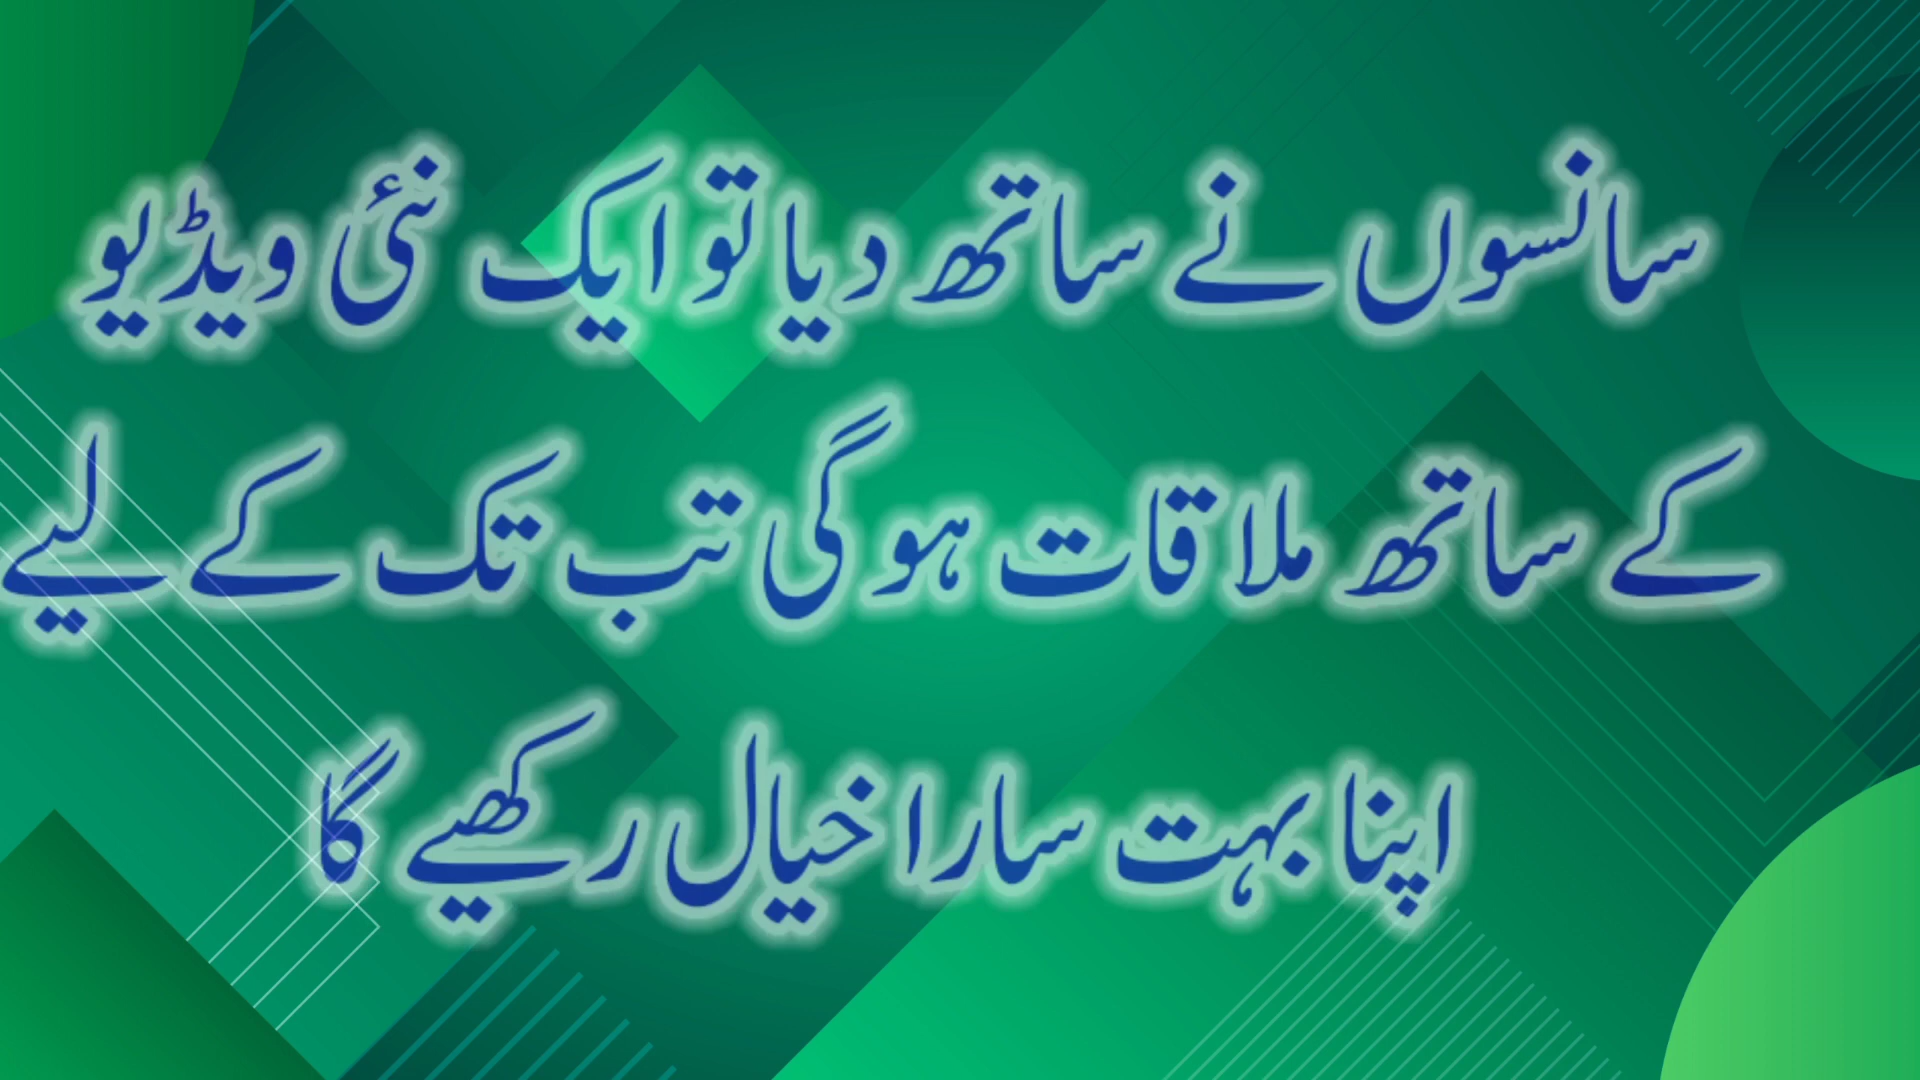 سانسوں نے ساتھ دیا تو ایک نئی ویڈیو
کے ساتھ ملاقات ہو گی تب تک کے لیے
اپنا بہت سارا خیال رکھیے گا